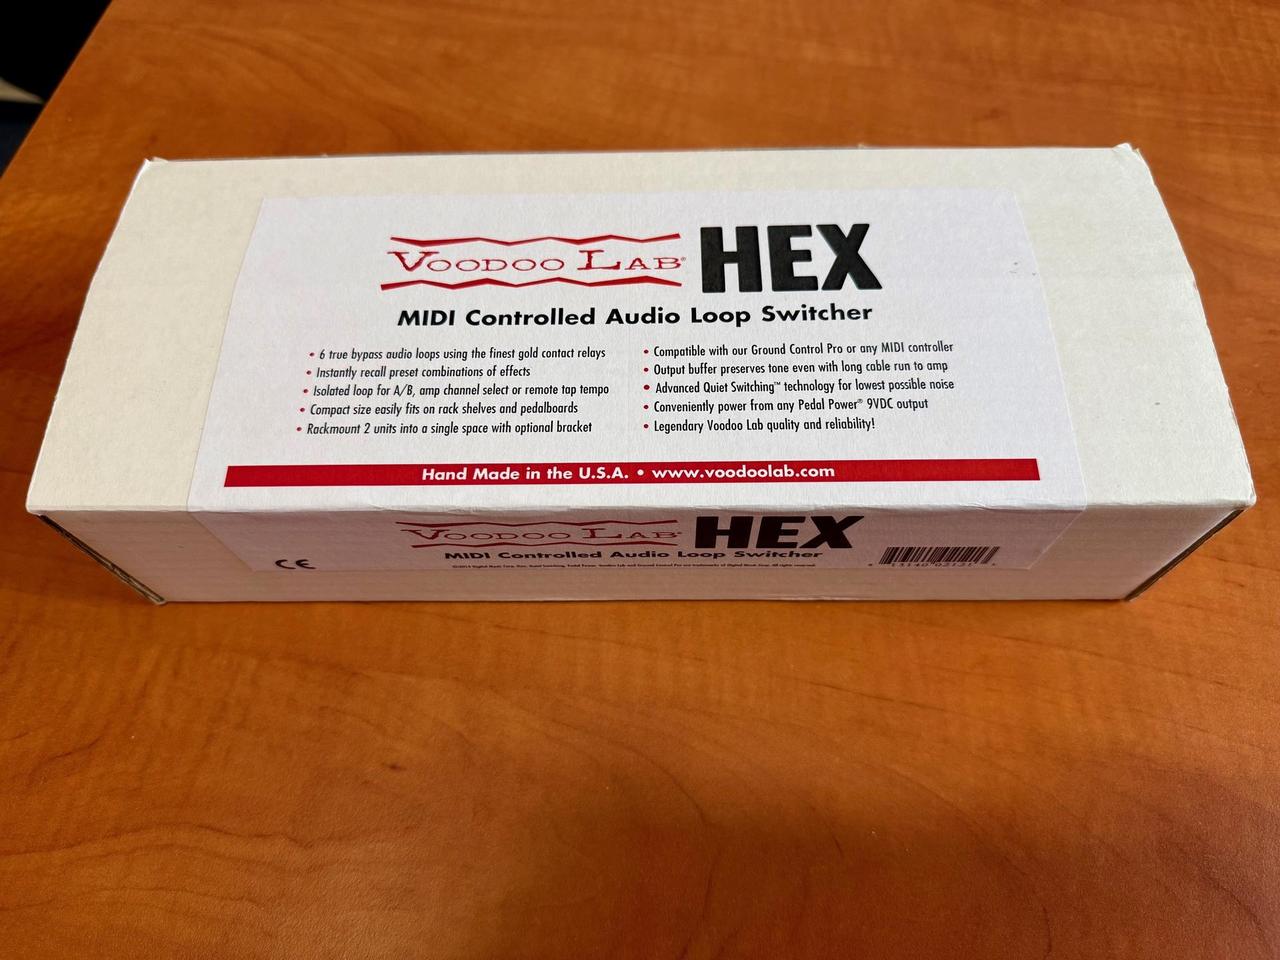 VOODOO LAB® HEX
MIDI Controlled Audio Loop Switcher
• 6 true bypass audio loops using the finest gold contact relays
• Instantly recall preset combinations of effects
• Isolated loop for A/B, amp channel select or remote tap tempo
• Compact size easily fits on rack shelves and pedalboards
• Rackmount 2 units into a single space with optional bracket
• Compatible with our Ground Control Pro or any MIDI controller
• Output buffer preserves tone even with long cable run to amp
• Advanced Quiet Switching™ technology for lowest possible noise
• Conveniently power from any Pedal Power® 9VDC output
• Legendary Voodoo Lab quality and reliability!
Hand Made in the U.S.A. • www.voodoolab.com
VOODOO LAB® HEX
MIDI Controlled Audio Loop Switcher
CE